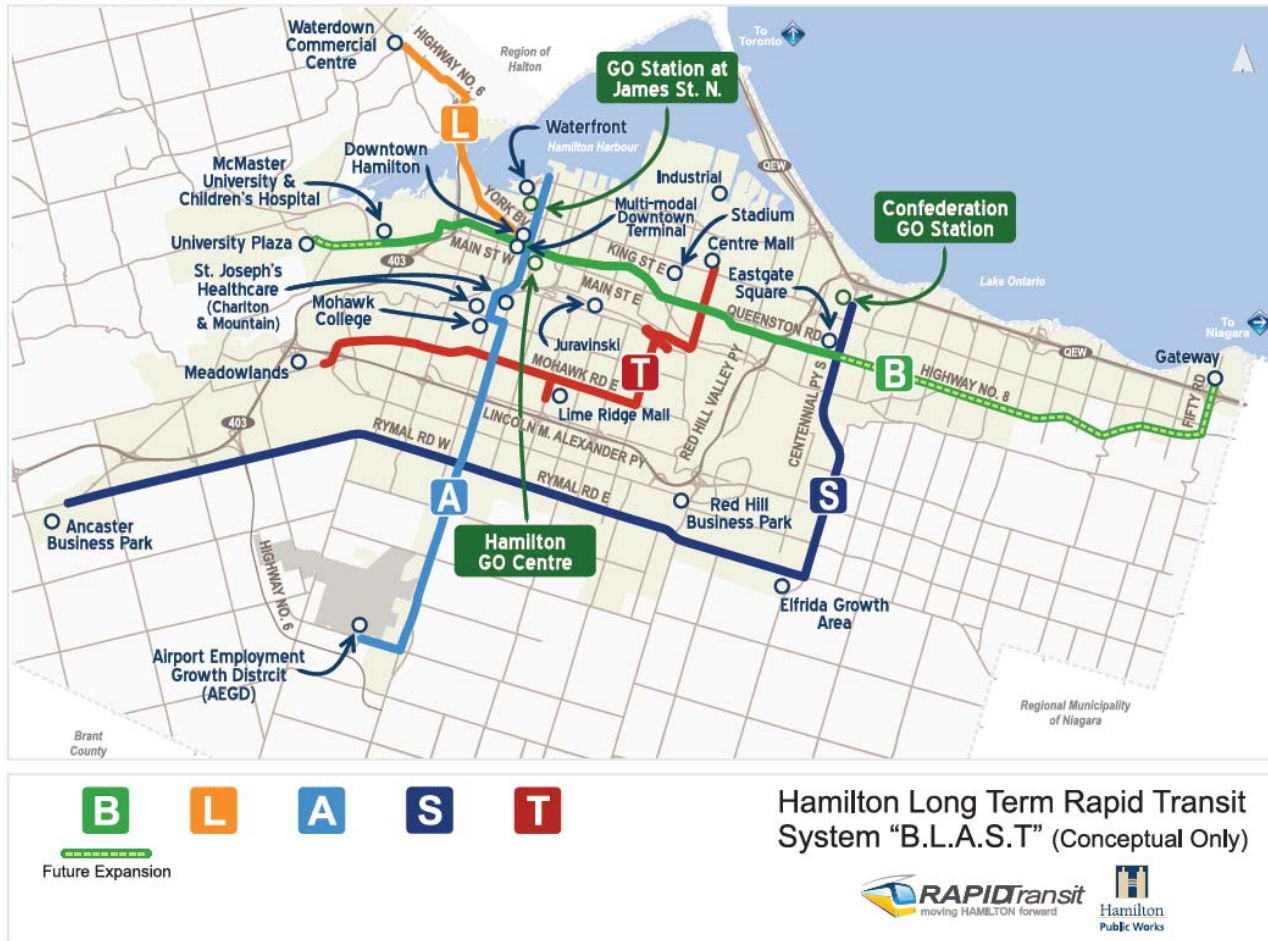 Waterdown
Commercial
Centre
HIGHWAY NO. 6
Region of
Halton
To
Toronto
GO Station at
James St. N.
L
Waterfront
Hamilton Harbour
Downtown
Hamilton
McMaster
University &
Children's Hospital
YORK BV
Multi-modal
Downtown
Terminal
Industrial
QEW
Stadium
Confederation
GO Station
University Plaza
MAIN ST W
KING ST E
Centre Mall
403
St. Joseph's
Healthcare
(Charlton
& Mountain)
Mohawk
College
MAIN ST E
Eastgate
Square
Lake Ontario
QUEENSTON RD
To
Niagara
Juravinski
Meadowlands
MOHAWK RD E
T
QEW
Gateway
B
HIGHWAY NO. 8
FIFTY RD
Lime Ridge Mall
RED HILL VALLEY PY
CENTENNIAL PY S
403
LINCOLN M. ALEXANDER PY
RYMAL RD W
RYMAL RD E
A
S
Red Hill
Business Park
Ancaster
Business Park
Hamilton
GO Centre
HIGHWAY NO. 6
Elfrida Growth
Area
Airport Employment
Growth Distrcit
(AEGD)
Brant
County
Regional Municipality
of Niagara
B L A S T
Future Expansion
Hamilton Long Term Rapid Transit
System “B.L.A.S.T” (Conceptual Only)
RAPIDTransit
moving HAMILTON forward
Hamilton
Public Works